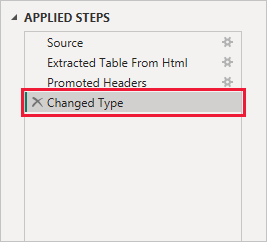 APPLIED STEPS
Source
Extracted Table From Html
Promoted Headers
Changed Type